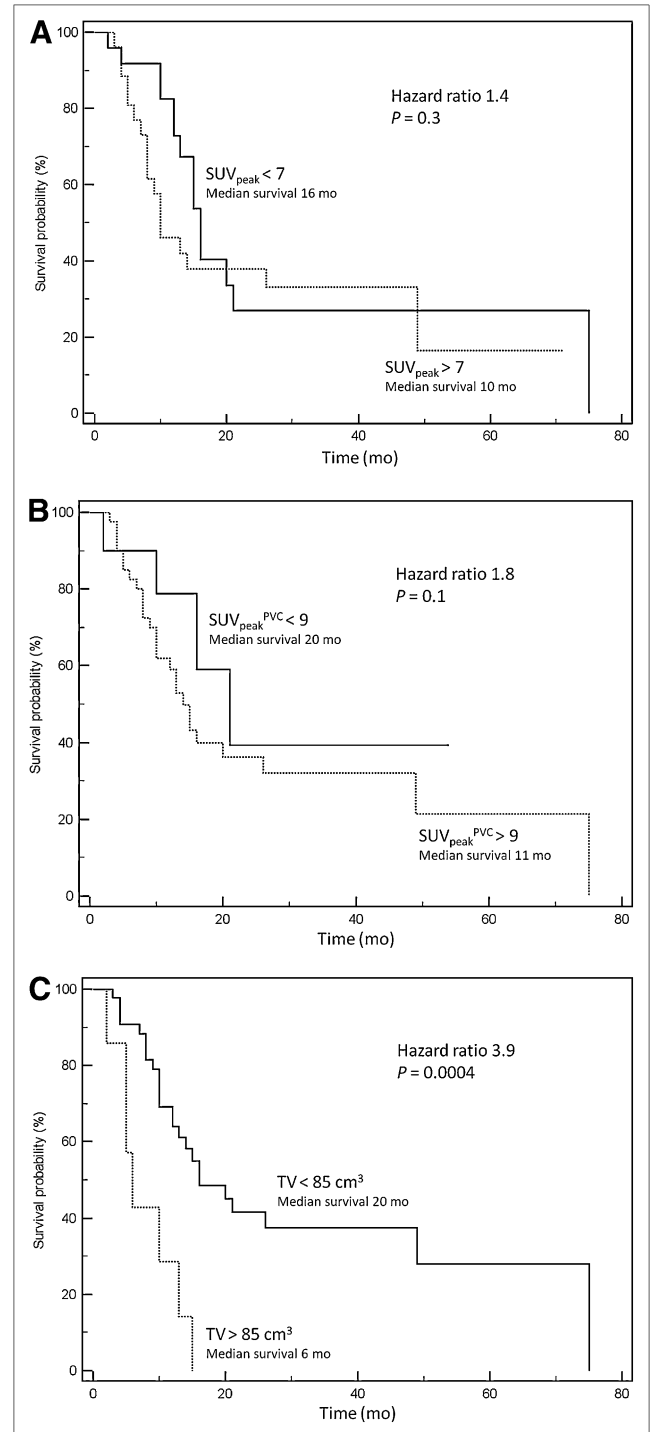 A
100
80
60
40
20
0
Survival probability (%)
Hazard ratio 1.4
P = 0.3
SUVpeak < 7
Median survival 16 mo
SUVpeak > 7
Median survival 10 mo
0 20 40 60 80
Time (mo)
B
100
80
60
40
20
0
Survival probability (%)
Hazard ratio 1.8
P = 0.1
SUVpeakPVC < 9
Median survival 20 mo
SUVpeakPVC > 9
Median survival 11 mo
0 20 40 60 80
Time (mo)
C
100
80
60
40
20
0
Survival probability (%)
Hazard ratio 3.9
P = 0.0004
TV < 85 cm³
Median survival 20 mo
TV > 85 cm³
Median survival 6 mo
0 20 40 60 80
Time (mo)